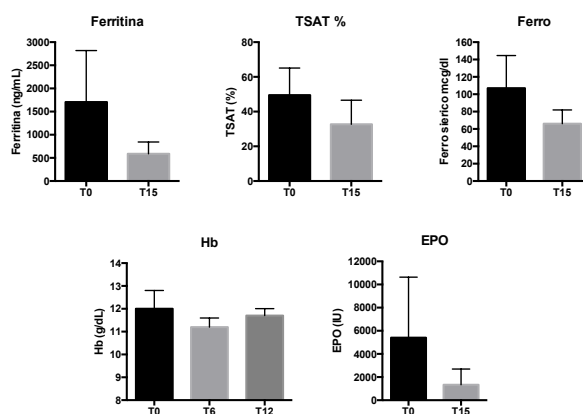 Ferritina
Ferritina (ng/mL)
3000
2500
2000
1500
1000
500
0
T0 T15
TSAT %
TSAT (%)
80
60
40
20
0
T0 T15
Ferro
Ferro sierico mcg/dl
160
140
120
100
80
60
40
20
0
T0 T15
Hb
Hb (g/dL)
14
13
12
11
10
9
8
T0 T6 T12
EPO
EPO (IU)
12000
10000
8000
6000
4000
2000
0
T0 T15